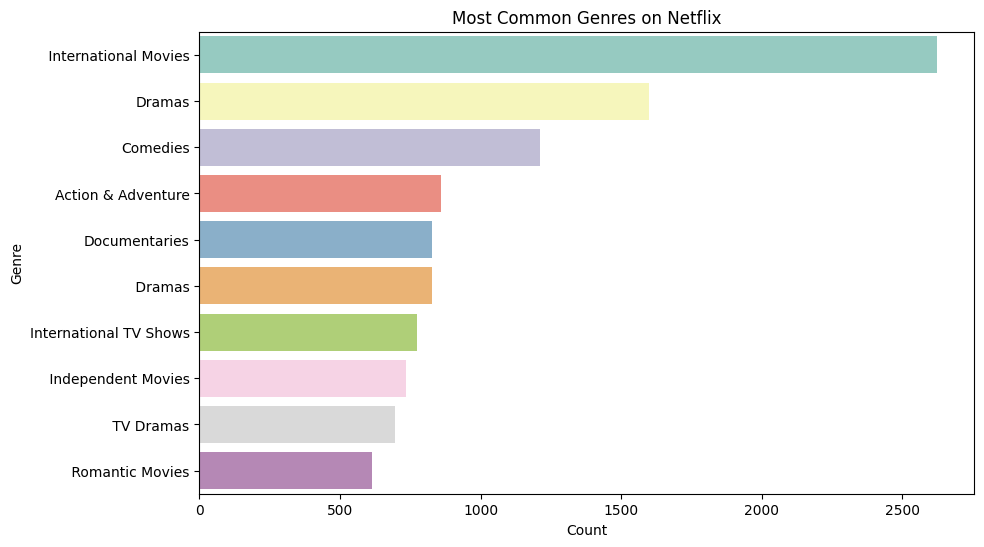 Most Common Genres on Netflix
International Movies
Dramas
Comedies
Action & Adventure
Documentaries
Dramas
International TV Shows
Independent Movies
TV Dramas
Romantic Movies
Genre
0 500 1000 1500 2000 2500
Count